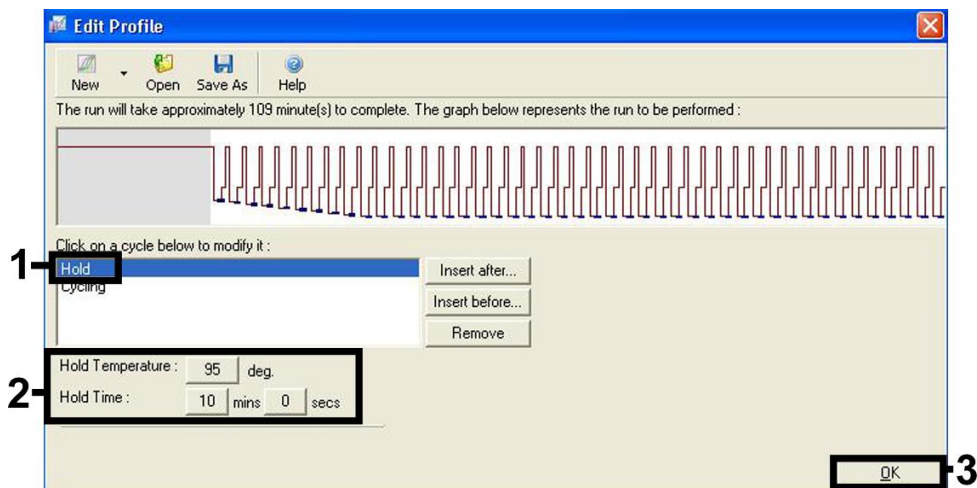 Edit Profile
New Open Save As Help
The run will take approximately 109 minute(s) to complete. The graph below represents the run to be performed :
Click on a cycle below to modify it :
1 Hold Insert after...
Cycling Insert before...
Remove
2 Hold Temperature : 95 deg.
Hold Time : 10 mins 0 secs
OK 3